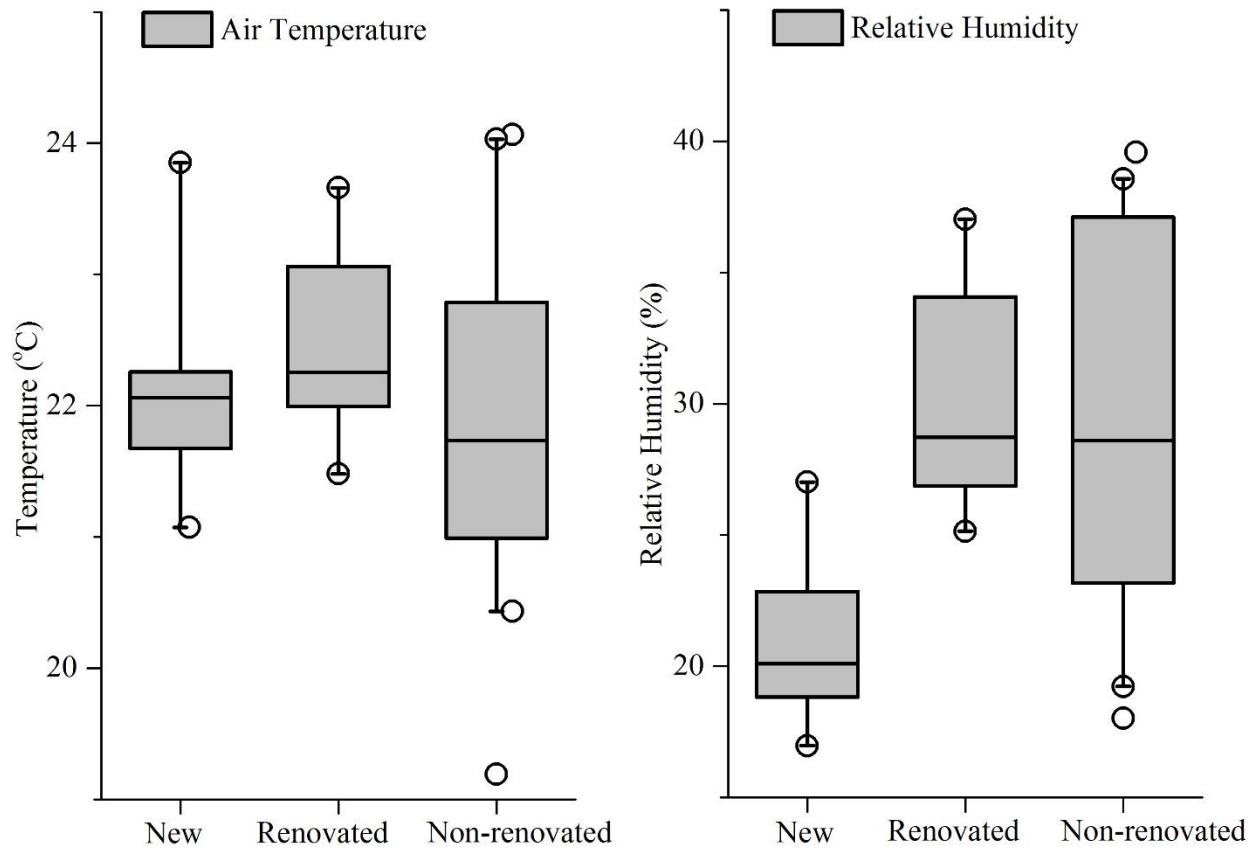 Air Temperature
Temperature (°C)
24
22
20
New
Renovated
Non-renovated
Relative Humidity
Relative Humidity (%)
40
30
20
New
Renovated
Non-renovated